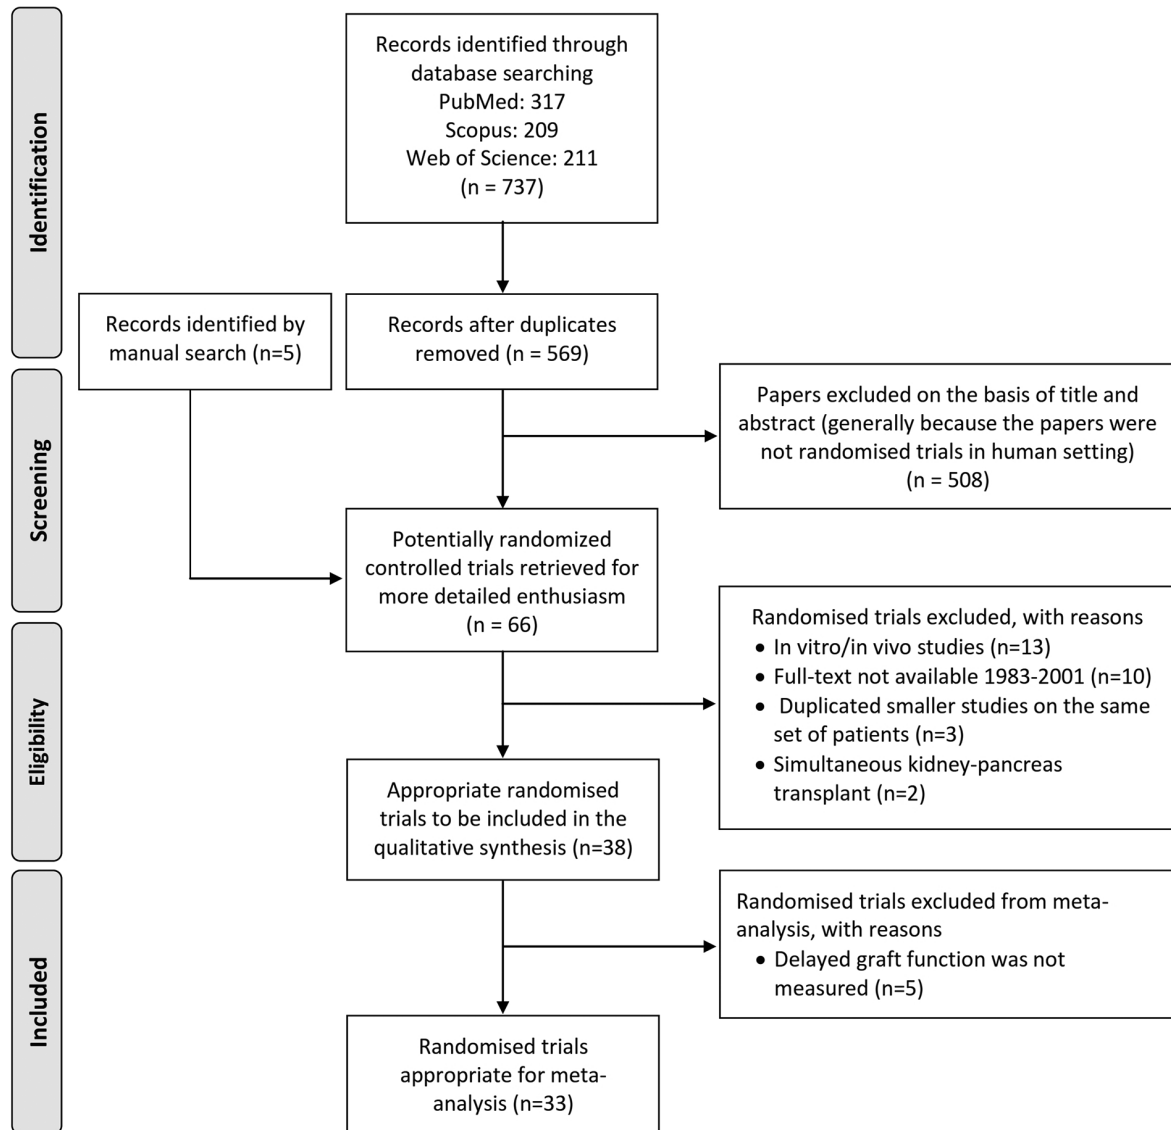 Identification
Records identified through
database searching
PubMed: 317
Scopus: 209
Web of Science: 211
(n = 737)
Records identified by
manual search (n=5)
Records after duplicates
removed (n = 569)
Screening
Papers excluded on the basis of title and
abstract (generally because the papers were
not randomised trials in human setting)
(n = 508)
Potentially randomized
controlled trials retrieved for
more detailed enthusiasm
(n = 66)
Eligibility
Randomised trials excluded, with reasons
• In vitro/in vivo studies (n=13)
• Full-text not available 1983-2001 (n=10)
• Duplicated smaller studies on the same
set of patients (n=3)
• Simultaneous kidney-pancreas
transplant (n=2)
Appropriate randomised
trials to be included in the
qualitative synthesis (n=38)
Included
Randomised trials excluded from meta-
analysis, with reasons
• Delayed graft function was not
measured (n=5)
Randomised trials
appropriate for meta-
analysis (n=33)